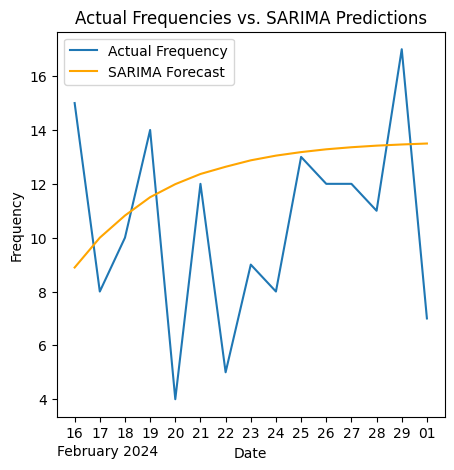 Actual Frequencies vs. SARIMA Predictions
Actual Frequency
SARIMA Forecast
Frequency
16
14
12
10
8
6
4
16 17 18 19 20 21 22 23 24 25 26 27 28 29 01
February 2024
Date